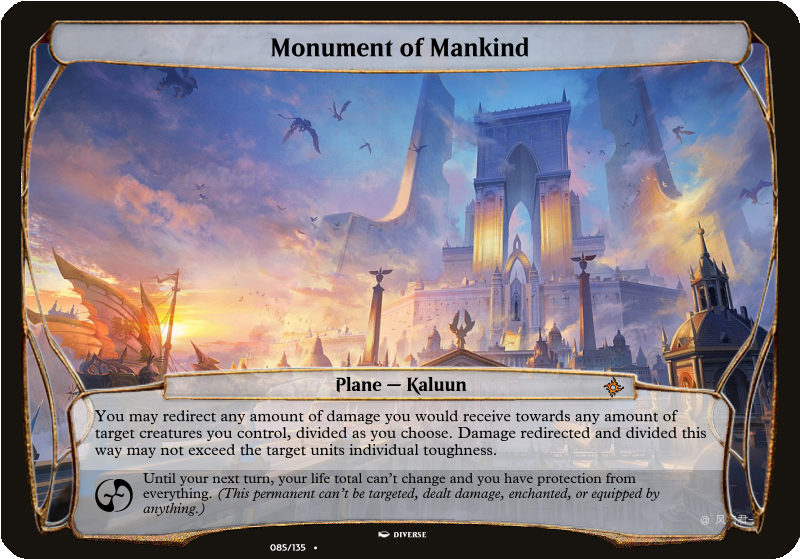 Monument of Mankind
Plane — Kaluun
You may redirect any amount of damage you would receive towards any amount of
target creatures you control, divided as you choose. Damage redirected and divided this
way may not exceed the target units individual toughness.
Until your next turn, your life total can't change and you have protection from
everything. (This permanent can't be targeted, dealt damage, enchanted, or equipped by
anything.)
DIVERSE
085/135 •